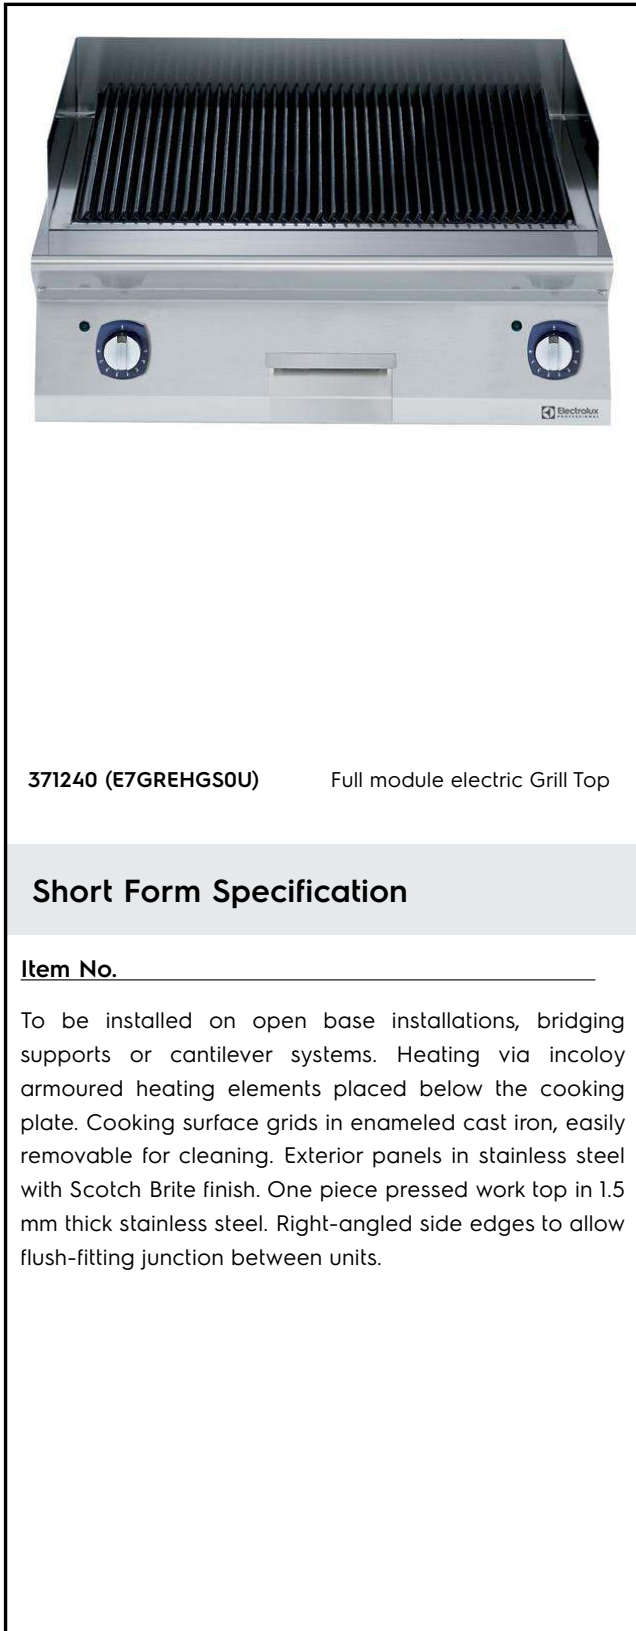 Electrolux
PROFESSIONAL
371240 (E7GREHGS0U) Full module electric Grill Top
Short Form Specification
Item No.
To be installed on open base installations, bridging
supports or cantilever systems. Heating via incoloy
armoured heating elements placed below the cooking
plate. Cooking surface grids in enameled cast iron, easily
removable for cleaning. Exterior panels in stainless steel
with Scotch Brite finish. One piece pressed work top in 1.5
mm thick stainless steel. Right-angled side edges to allow
flush-fitting junction between units.